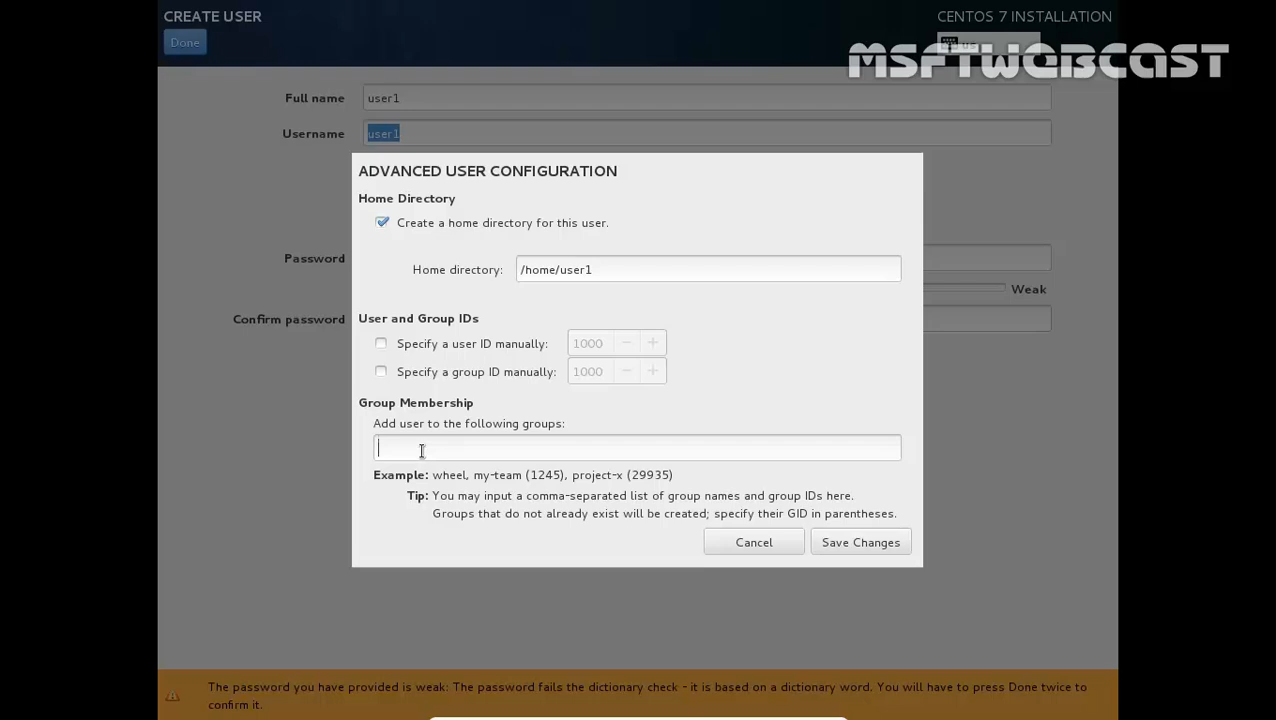 CREATE USER
CENTOS 7 INSTALLATION
Done
us
MSFTWEBCAST
Full name
user1
Username
user1
ADVANCED USER CONFIGURATION
Home Directory
Create a home directory for this user.
Password
Home directory:
/home/user1
Weak
Confirm password
User and Group IDs
Specify a user ID manually:
1000
Specify a group ID manually:
1000
Group Membership
Add user to the following groups:
Example: wheel, my-team (1245), project-x (29935)
Tip: You may input a comma-separated list of group names and group IDs here.
Groups that do not already exist will be created; specify their GID in parentheses.
Cancel
Save Changes
The password you have provided is weak: The password fails the dictionary check - it is based on a dictionary word. You will have to press Done twice to
confirm it.